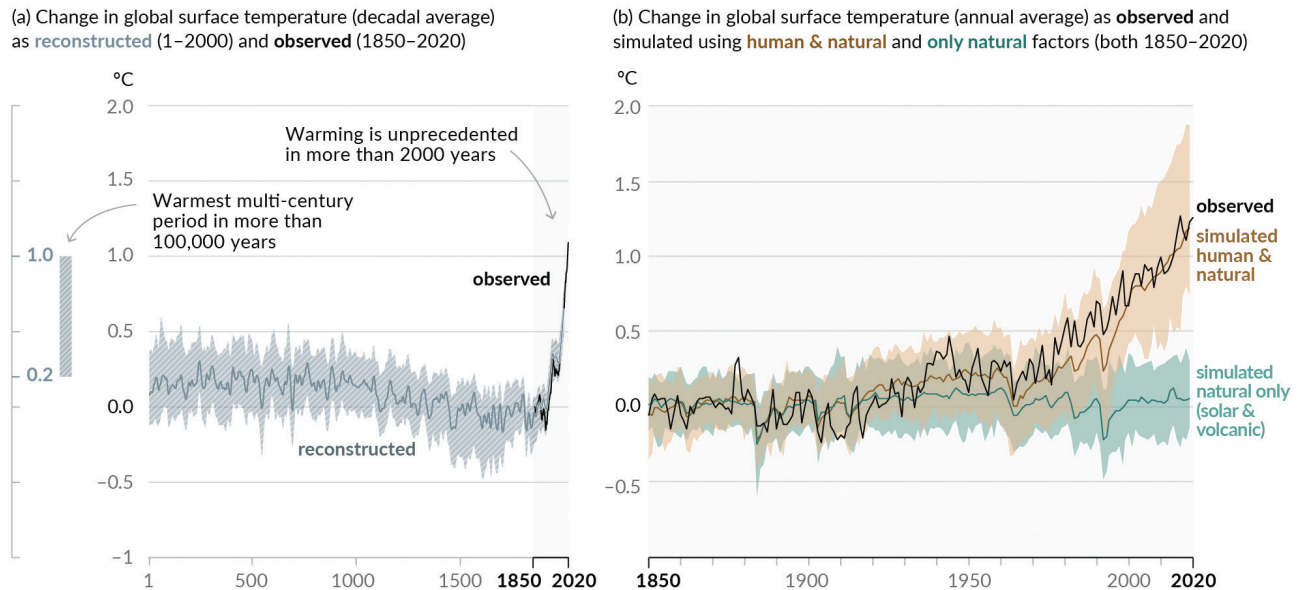 (a) Change in global surface temperature (decadal average)
as reconstructed (1–2000) and observed (1850–2020)
°C
2.0
1.5
1.0
0.5
0.0
−0.5
−1
1.0
0.2
Warming is unprecedented
in more than 2000 years
Warmest multi-century
period in more than
100,000 years
observed
reconstructed
1
500
1000
1500
1850
2020
(b) Change in global surface temperature (annual average) as observed and
simulated using human & natural and only natural factors (both 1850–2020)
°C
2.0
1.5
1.0
0.5
0.0
−0.5
observed
simulated
human &
natural
simulated
natural only
(solar &
volcanic)
1850
1900
1950
2000
2020